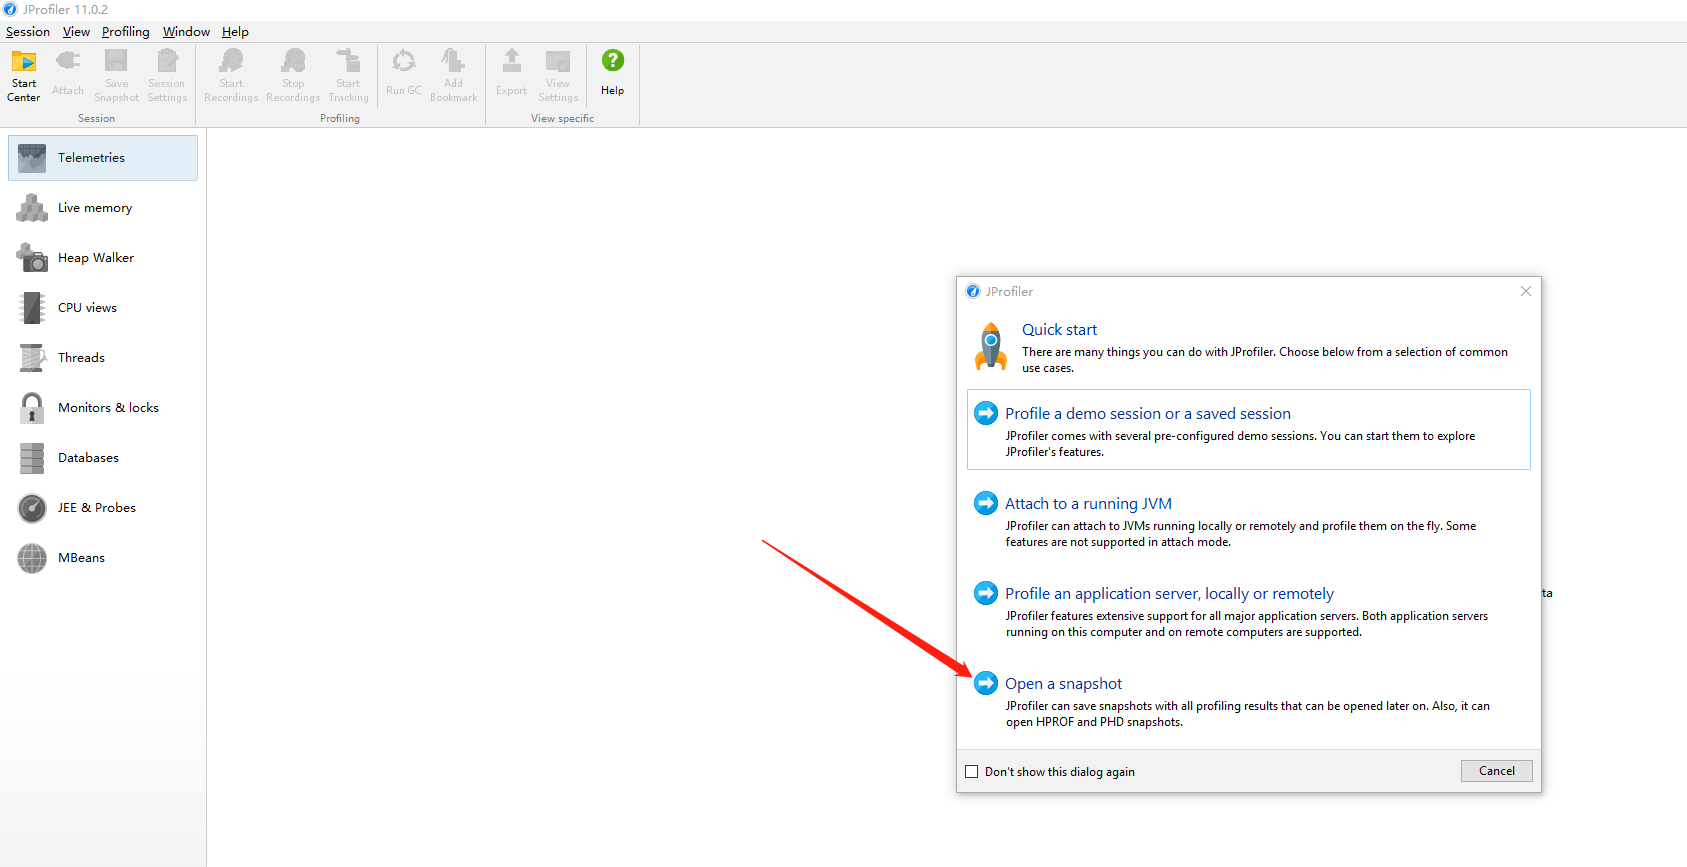 JProfiler 11.0.2
Session View Profiling Window Help
Start Center
Attach
Save Snapshot
Session Settings
Start Recordings
Stop Recordings
Start Tracking
Run GC
Add Bookmark
Export
View Settings
Help
Session
Profiling
View specific
Telemetries
Live memory
Heap Walker
CPU views
Threads
Monitors & locks
Databases
JEE & Probes
MBeans
JProfiler
Quick start
There are many things you can do with JProfiler. Choose below from a selection of common
use cases.
Profile a demo session or a saved session
JProfiler comes with several pre-configured demo sessions. You can start them to explore
JProfiler's features.
Attach to a running JVM
JProfiler can attach to JVMs running locally or remotely and profile them on the fly. Some
features are not supported in attach mode.
Profile an application server, locally or remotely
JProfiler features extensive support for all major application servers. Both application servers
running on this computer and on remote computers are supported.
ta
Open a snapshot
JProfiler can save snapshots with all profiling results that can be opened later on. Also, it can
open HPROF and PHD snapshots.
Don't show this dialog again
Cancel